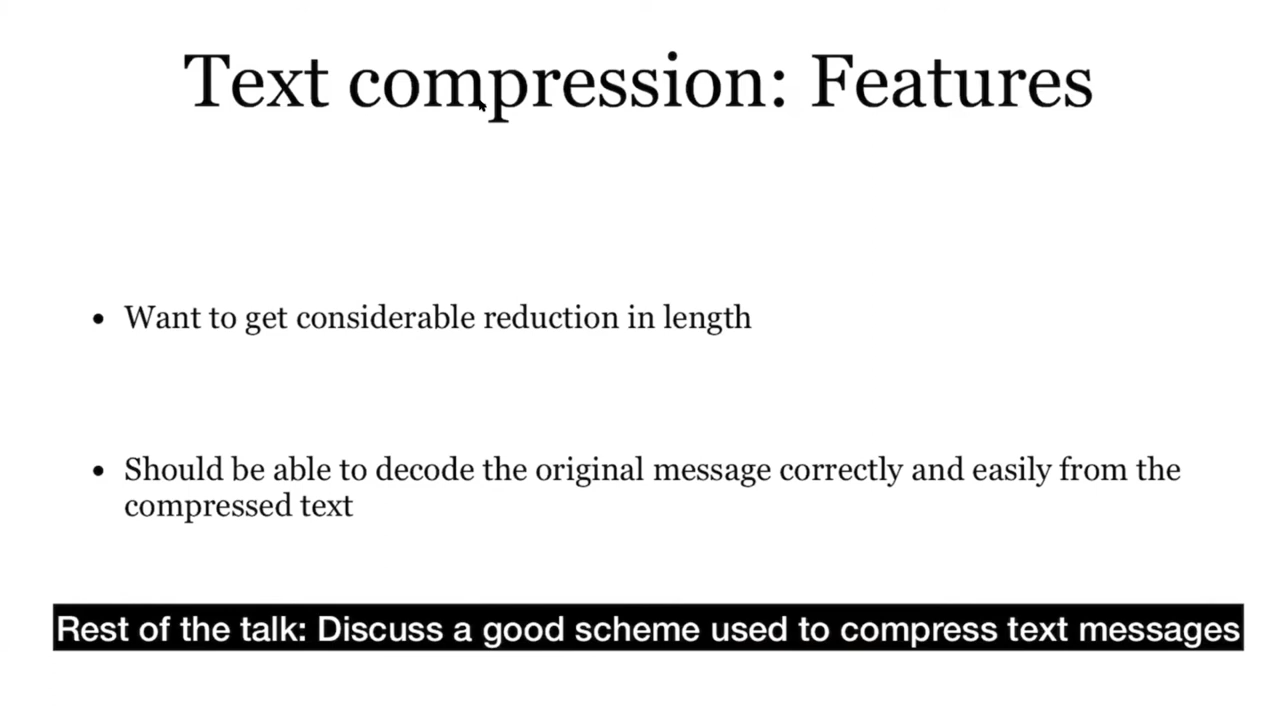 Text compression: Features
• Want to get considerable reduction in length
• Should be able to decode the original message correctly and easily from the
compressed text
Rest of the talk: Discuss a good scheme used to compress text messages